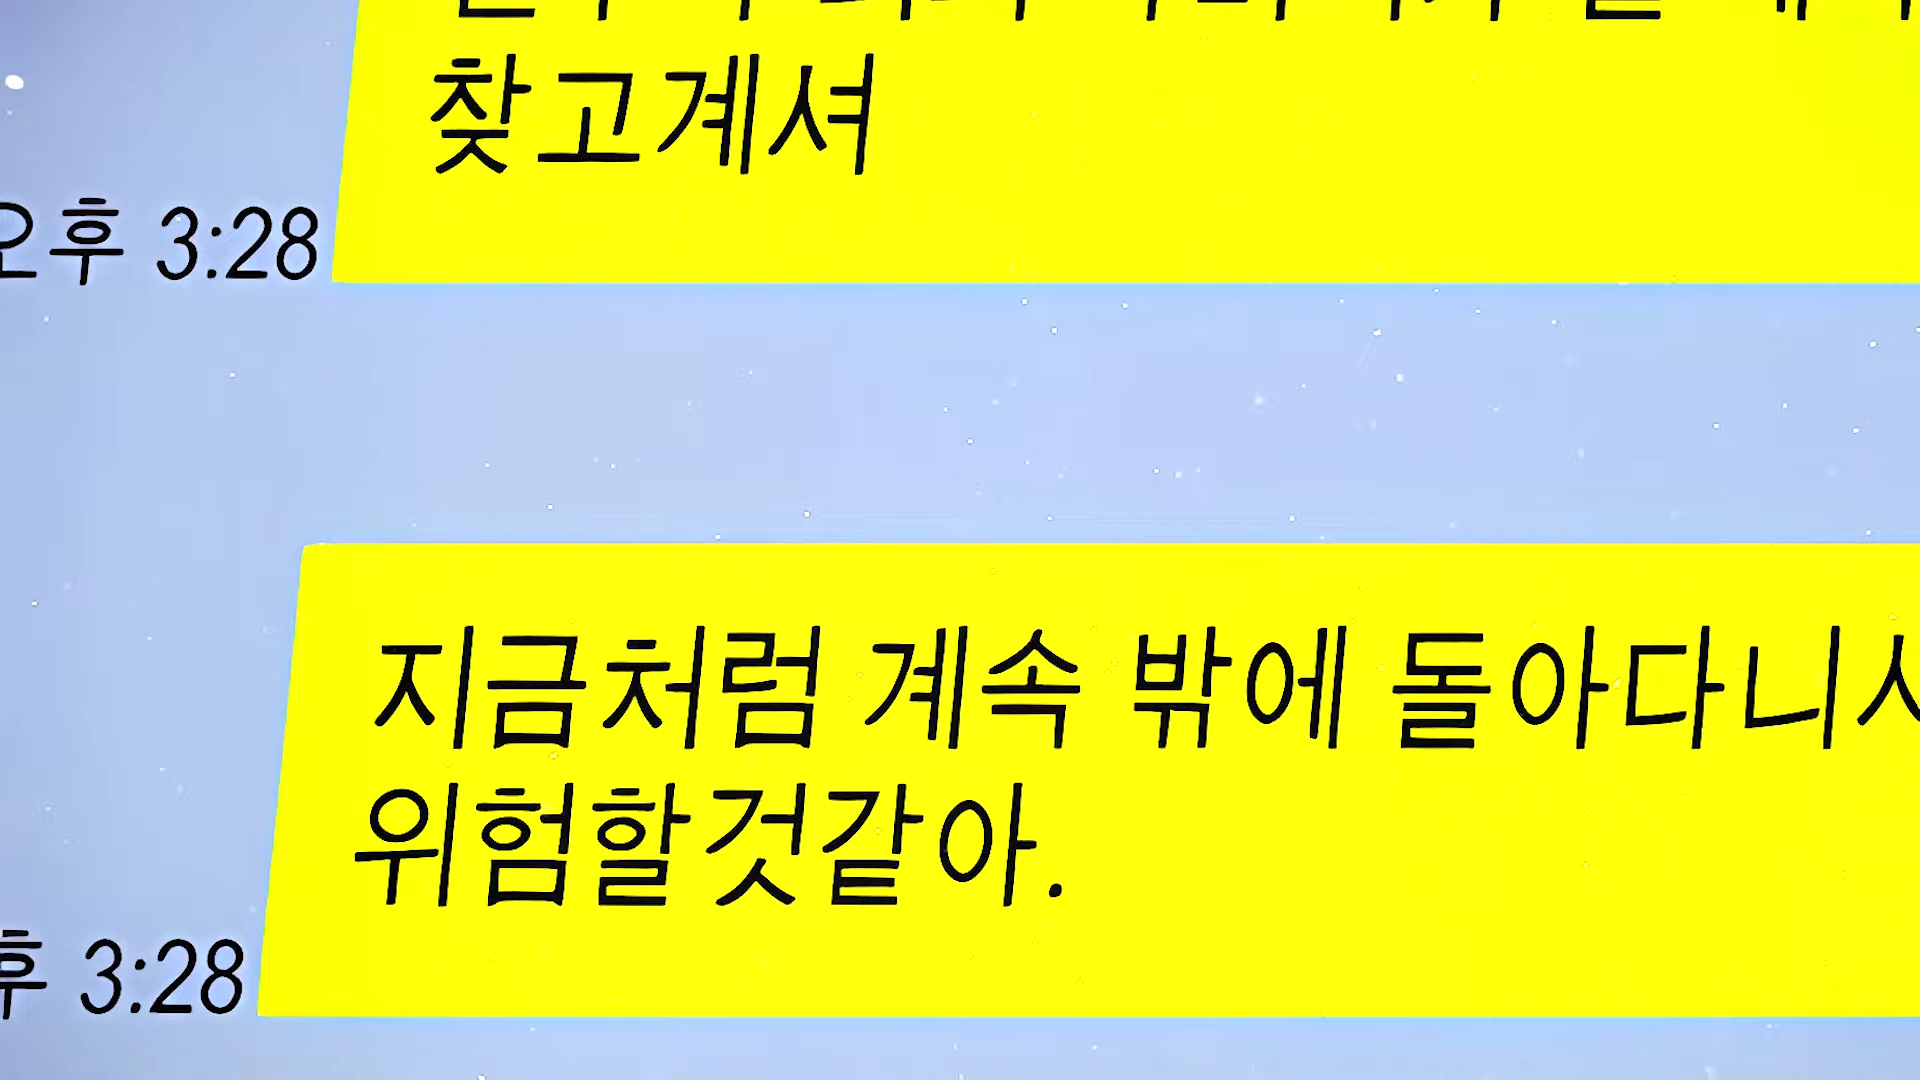 찾고계셔
오후 3:28
지금처럼 계속 밖에 돌아다니시
위험할것같아.
후 3:28